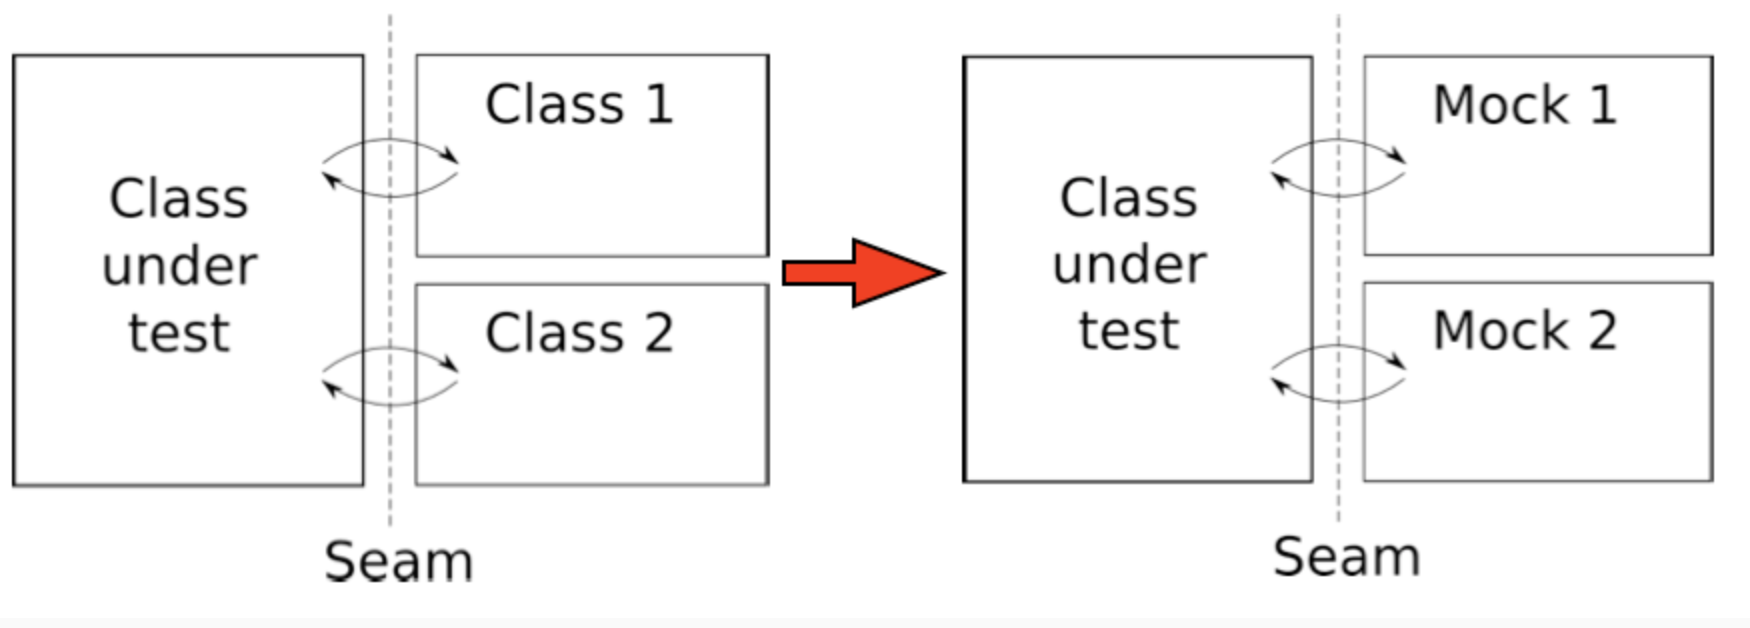 Class
under
test
Class 1
Class 2
Seam
Class
under
test
Mock 1
Mock 2
Seam